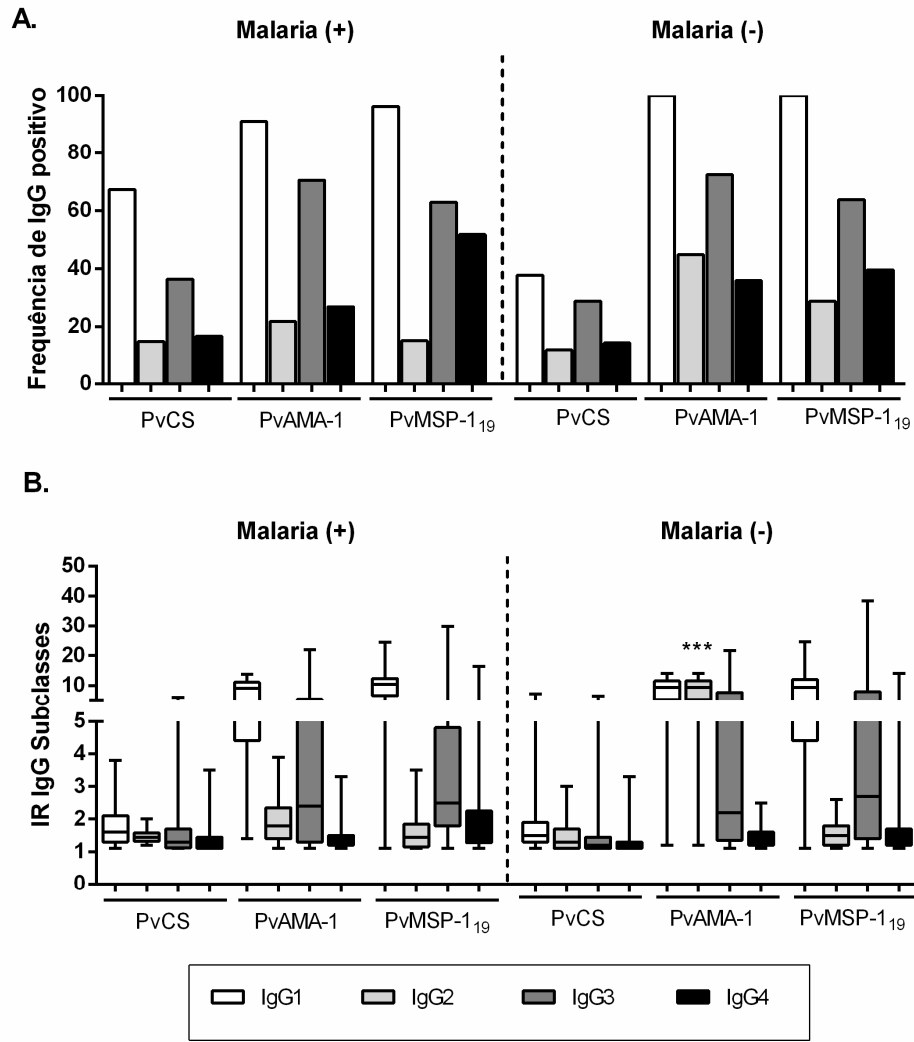 A.
Malaria (+) Malaria (-)
Frequência de IgG positivo
100
80
60
40
20
0
PvCS PvAMA-1 PvMSP-1₁₉ PvCS PvAMA-1 PvMSP-1₁₉
B.
Malaria (+) Malaria (-)
IR IgG Subclasses
50
40
30
20
10
5
4
3
2
1
0
***
PvCS PvAMA-1 PvMSP-1₁₉ PvCS PvAMA-1 PvMSP-1₁₉
IgG1 IgG2 IgG3 IgG4